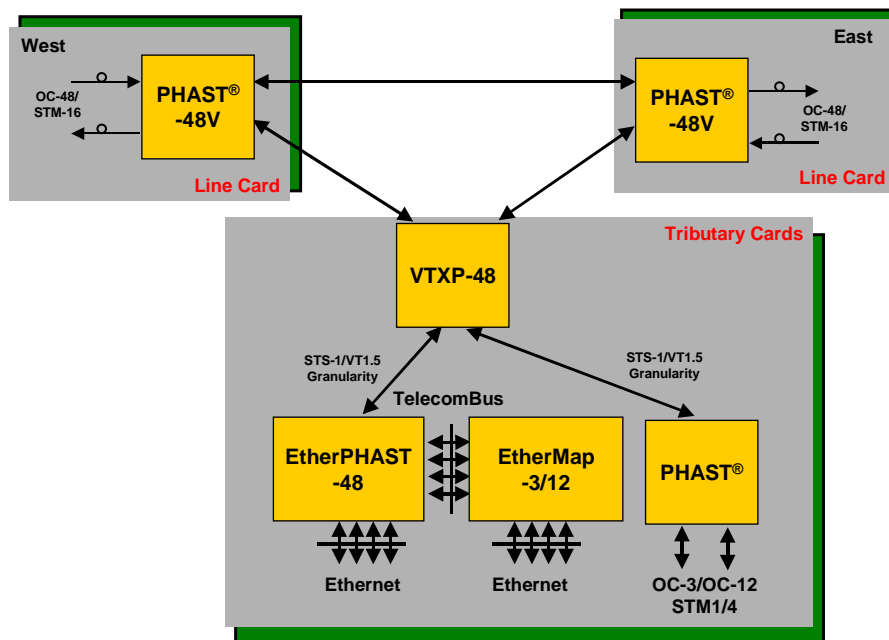 West
OC-48/
STM-16
PHAST®
-48V
Line Card
East
PHAST®
-48V
OC-48/
STM-16
Line Card
Tributary Cards
VTXP-48
STS-1/VT1.5
Granularity
STS-1/VT1.5
Granularity
TelecomBus
EtherPHAST
-48
EtherMap
-3/12
PHAST®
Ethernet
Ethernet
OC-3/OC-12
STM1/4